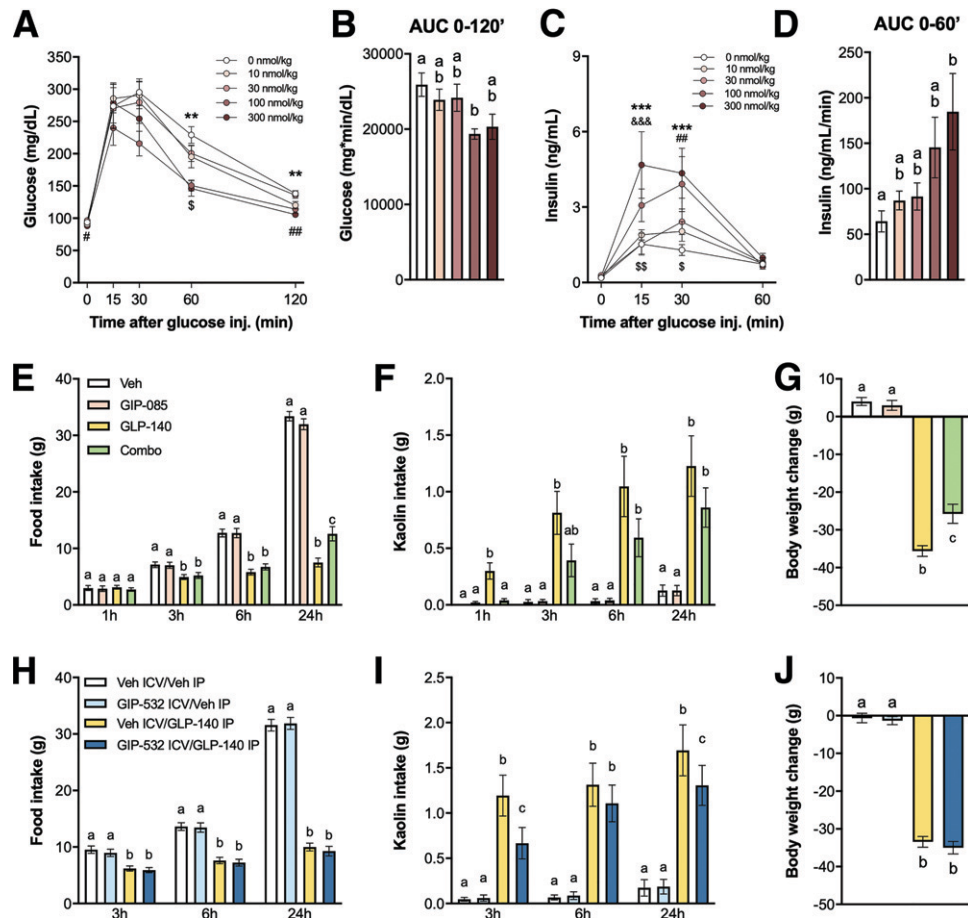 A
0 nmol/kg
10 nmol/kg
30 nmol/kg
100 nmol/kg
300 nmol/kg
Glucose (mg/dL)
350
300
250
200
150
100
50
0
**
**
#
$
##
0 15 30 60 120
Time after glucose inj. (min)
B
AUC 0-120'
Glucose (mg*min/dL)
30000
20000
10000
0
a
a b
a b
b
a b
C
0 nmol/kg
10 nmol/kg
30 nmol/kg
100 nmol/kg
300 nmol/kg
Insulin (ng/mL)
9
6
3
0
***
&&&
***
##
$$
$
0 15 30 60
Time after glucose inj. (min)
D
AUC 0-60'
Insulin (ng/mL/min)
250
200
150
100
50
0
a
a b
a b
a b
b
E
Veh
GIP-085
GLP-140
Combo
Food intake (g)
40
30
20
10
0
a a a a
a a b b
a a b b
a a b c
1h 3h 6h 24h
F
Kaolin intake (g)
2.0
1.5
1.0
0.5
0.0
a a b a
a a b ab
a a b b
a a b b
1h 3h 6h 24h
G
Body weight change (g)
10
0
-10
-20
-30
-40
-50
a a b c
H
Veh ICV/Veh IP
GIP-532 ICV/Veh IP
Veh ICV/GLP-140 IP
GIP-532 ICV/GLP-140 IP
Food intake (g)
40
30
20
10
0
a a b b
a a b b
a a b b
3h 6h 24h
I
Kaolin intake (g)
2.0
1.5
1.0
0.5
0.0
a a b c
a a b b
a a b c
3h 6h 24h
J
Body weight change (g)
10
0
-10
-20
-30
-40
-50
a a b b